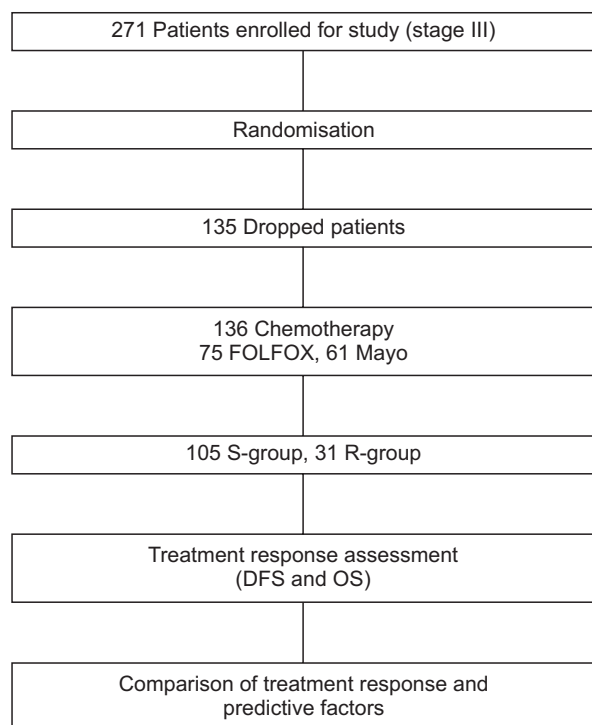 271 Patients enrolled for study (stage III)
Randomisation
135 Dropped patients
136 Chemotherapy
75 FOLFOX, 61 Mayo
105 S-group, 31 R-group
Treatment response assessment
(DFS and OS)
Comparison of treatment response and
predictive factors